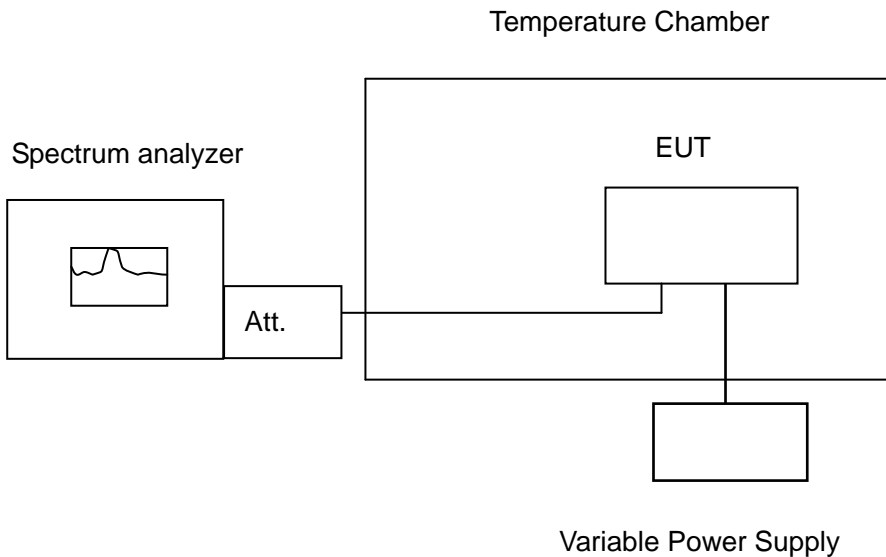 Temperature Chamber
Spectrum analyzer
EUT
Att.
Variable Power Supply